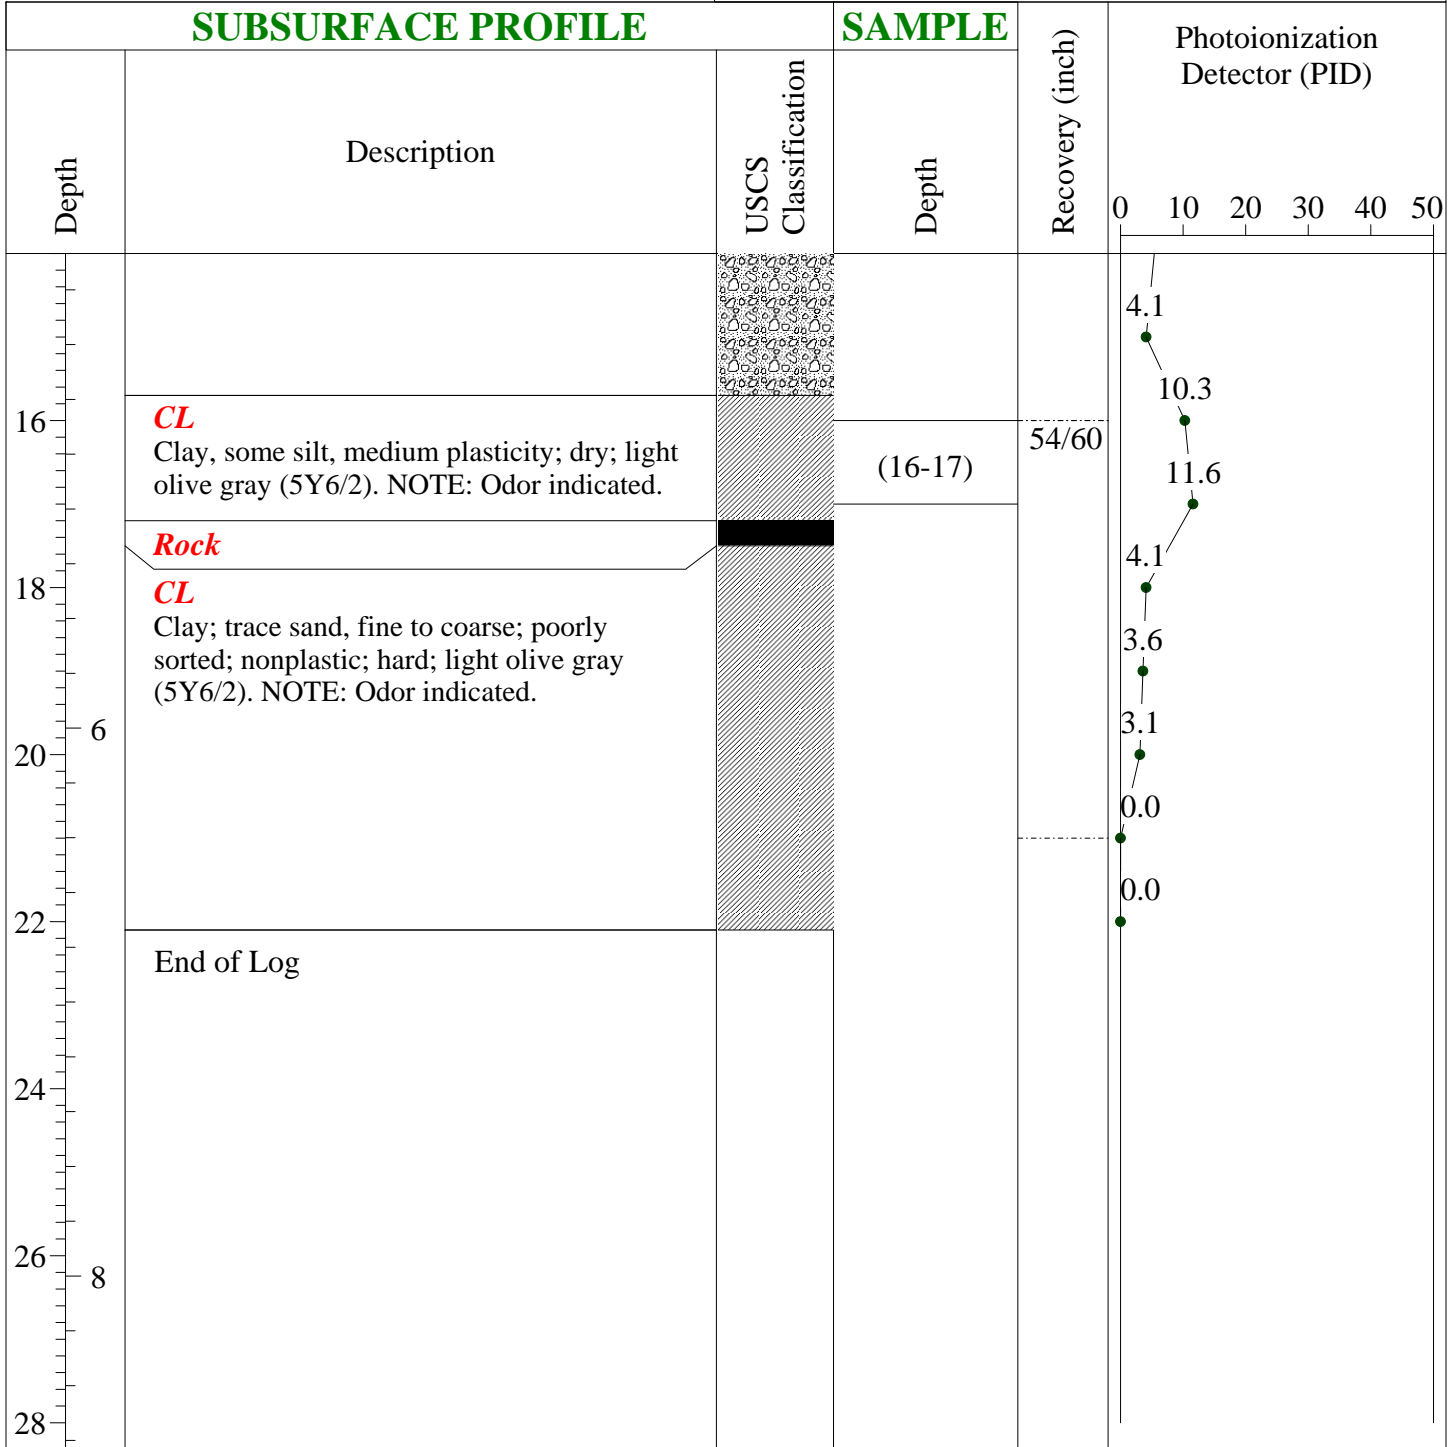 SUBSURFACE PROFILE
SAMPLE
Depth
Description
USCS
Classification
Depth
Recovery (inch)
Photoionization
Detector (PID)
0 10 20 30 40 50
4.1
10.3
16
CL
Clay, some silt, medium plasticity; dry; light
olive gray (5Y6/2). NOTE: Odor indicated.
(16-17)
54/60
11.6
Rock
4.1
18
CL
Clay; trace sand, fine to coarse; poorly
sorted; nonplastic; hard; light olive gray
(5Y6/2). NOTE: Odor indicated.
3.6
6
3.1
20
0.0
0.0
22
End of Log
24
26
8
28